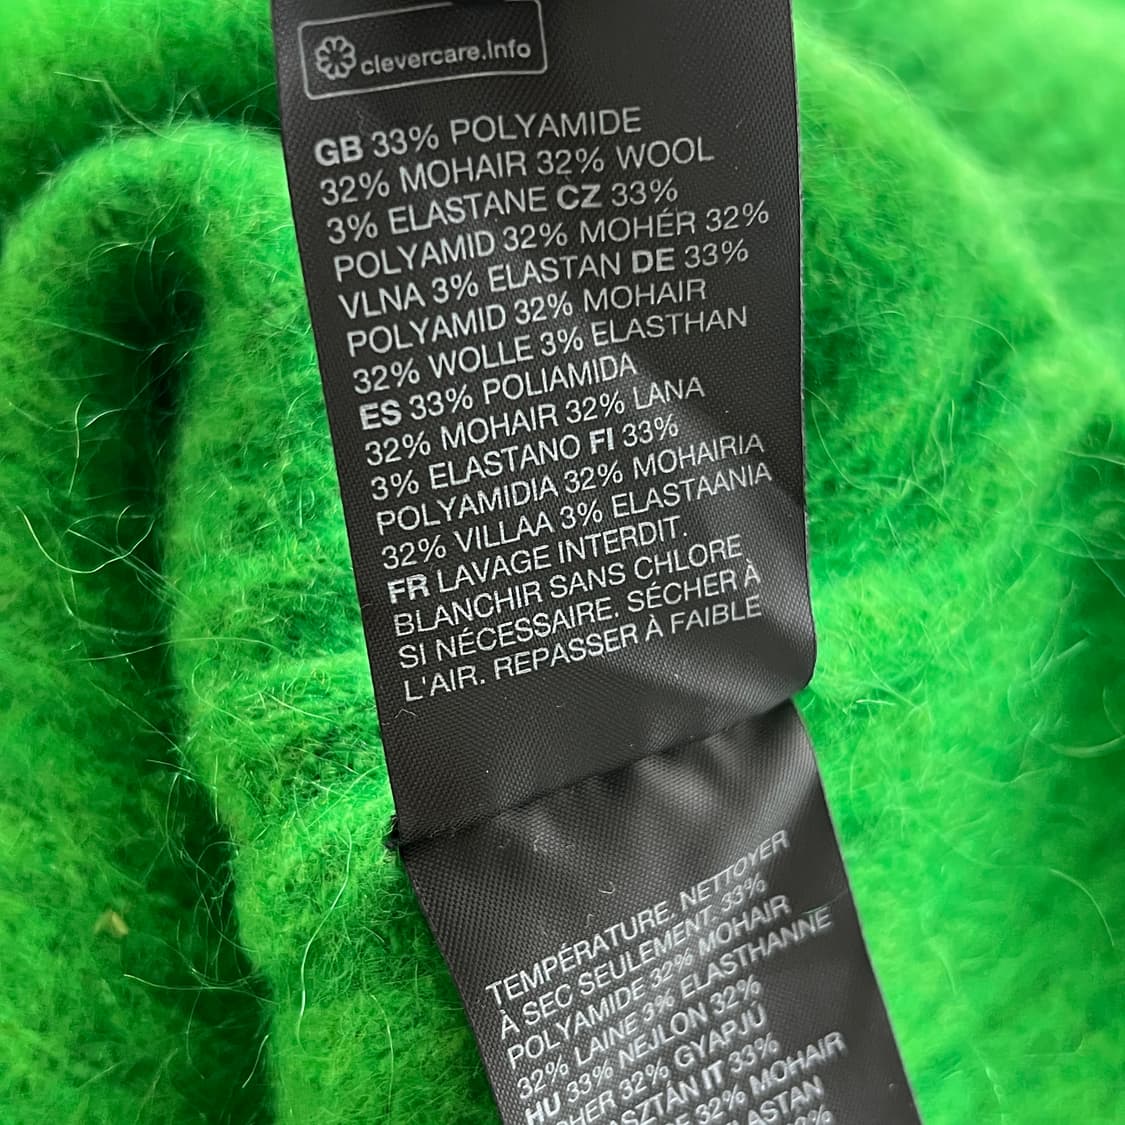 clevercare.info
GB 33% POLYAMIDE
32% MOHAIR 32% WOOL
3% ELASTANE CZ 33%
POLYAMID 32% MOHÉR 32%
VLNA 3% ELASTAN DE 33%
POLYAMID 32% MOHAIR
32% WOLLE 3% ELASTHAN
ES 33% POLIAMIDA
32% MOHAIR 32% LANA
3% ELASTANO FI 33%
POLYAMIDIA 32% MOHAIRIA
32% VILLAA 3% ELASTAANIA
FR LAVAGE INTERDIT.
BLANCHIR SANS CHLORE
SI NÉCESSAIRE. SÉCHER À
L'AIR. REPASSER À FAIBLE
TEMPÉRATURE. NETTOYER
À SEC SEULEMENT. 33%
POLYAMIDE 32% MOHAIR
32% LAINE 3% ELASTHANNE
HU 33% NEJLON 32%
32% GYAPJÚ
IT 33%
32% MOHAIR